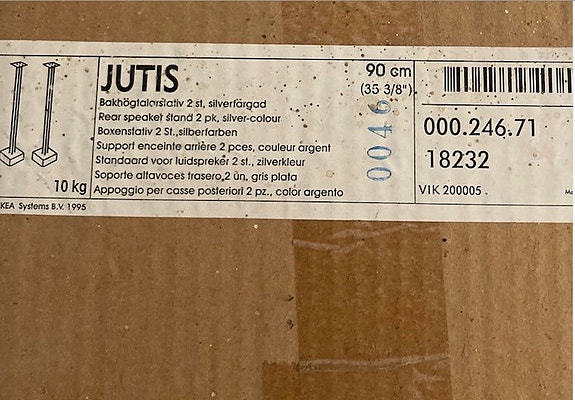 JUTIS
90 cm
(35 3/8")
Bakhögtalarstativ 2 st, silverfärgad
Rear speaker stand 2 pk, silver-colour
Boxenstativ 2 St., silberfarben
Support enceinte arrière 2 pces, couleur argent
Standaard voor luidspreker 2 st., zilverkleur
Soporte altavoces trasero, 2 un, gris plata
Appoggio per casse posteriori 2 pz., color argento
10 kg
0046
000.246.71
18232
VIK 200005
KEA Systems B.V. 1995